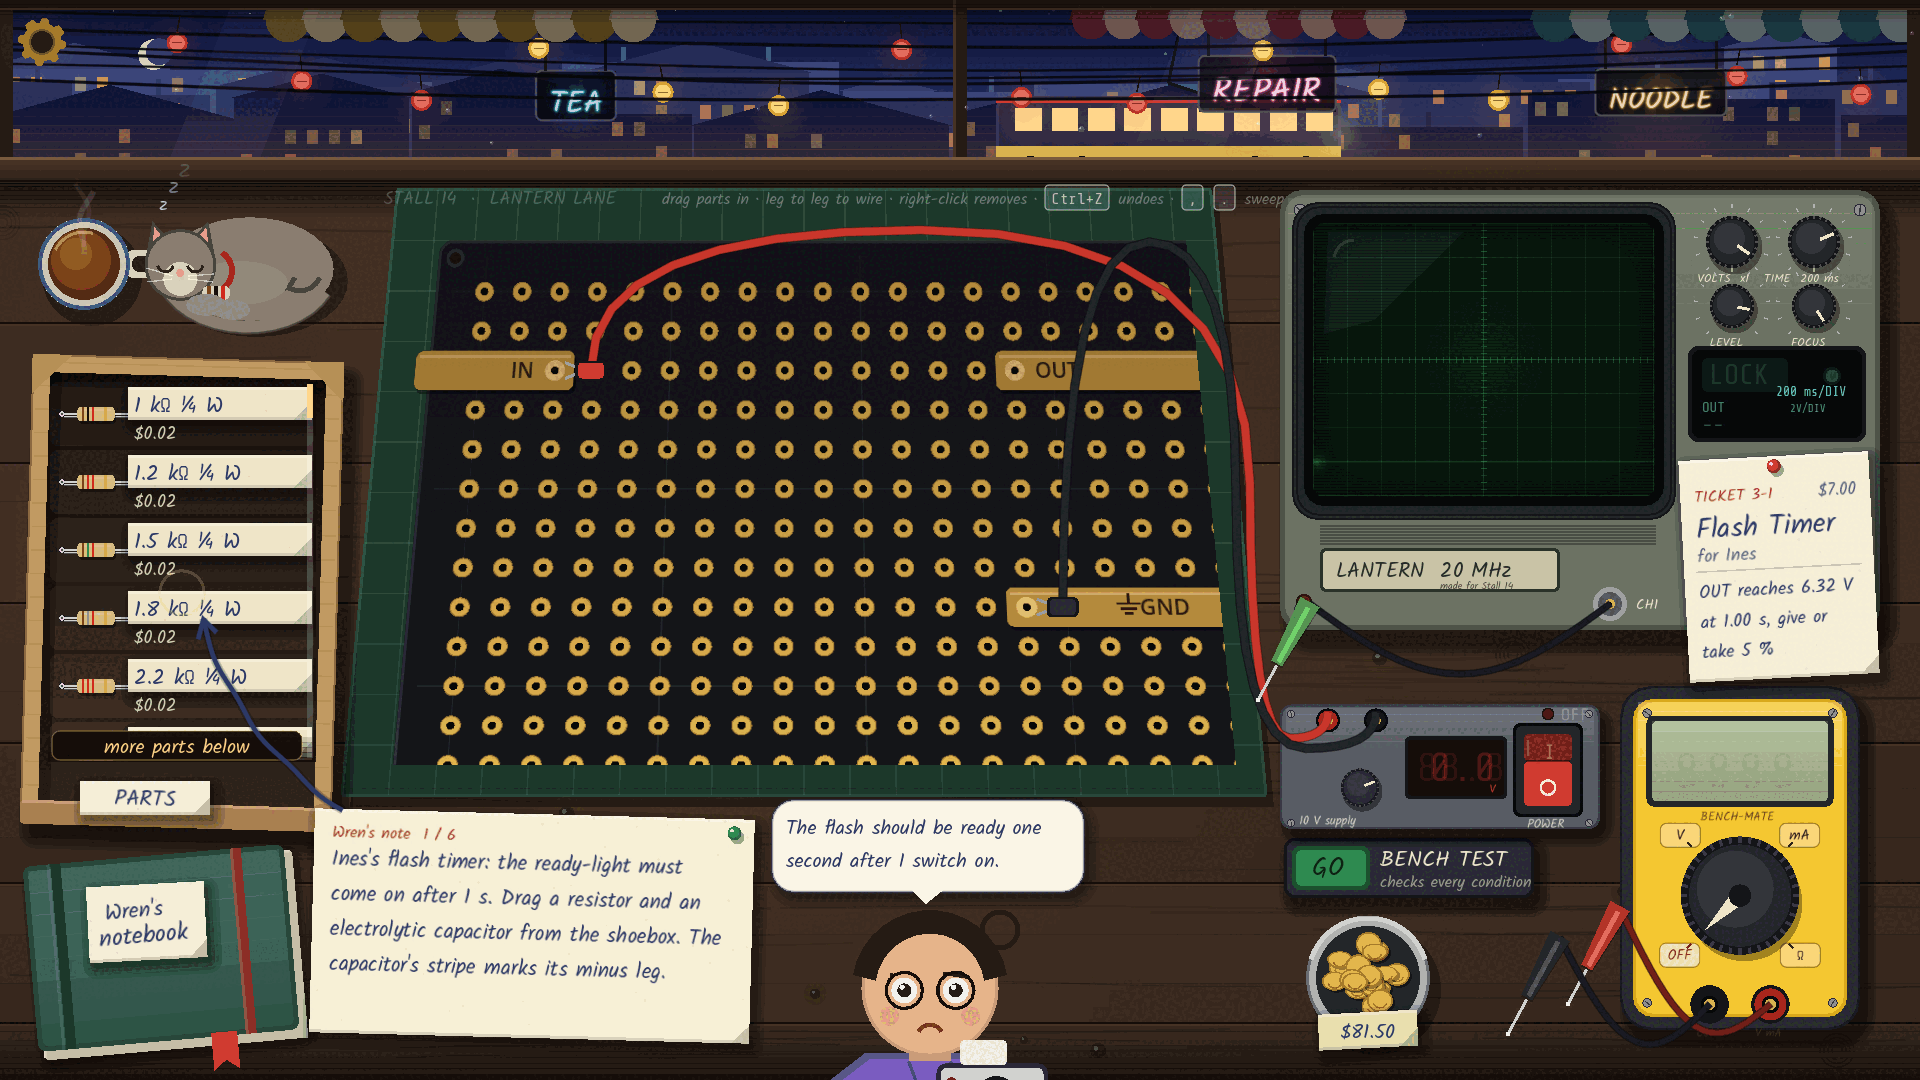 TEA
REPAIR
NOODLE
STALL 14 · LANTERN LANE
drag parts in · leg to leg to wire · right-click removes · Ctrl+Z undoes · , . sweep
1 kΩ ¼ W
$0.02
1.2 kΩ ¼ W
$0.02
1.5 kΩ ¼ W
$0.02
1.8 kΩ ¼ W
$0.02
2.2 kΩ ¼ W
$0.02
more parts below
PARTS
IN
OUT
GND
VOLTS x1
TIME 200 ms
LEVEL
FOCUS
LOCK
200 ms/DIV
OUT
2V/DIV
--
LANTERN 20 MHz
made for Stall 14
CH1
TICKET 3-1 $7.00
Flash Timer
for Ines
OUT reaches 6.32 V
at 1.00 s, give or
take 5 %
OFF
0.0
V
I
10 V supply
POWER
GO
BENCH TEST
checks every condition
BENCH-MATE
V
mA
OFF
Ω
$81.50
Wren's
notebook
Wren's note 1 / 6
Ines's flash timer: the ready-light must
come on after 1 s. Drag a resistor and an
electrolytic capacitor from the shoebox. The
capacitor's stripe marks its minus leg.
The flash should be ready one
second after I switch on.
z
z
z